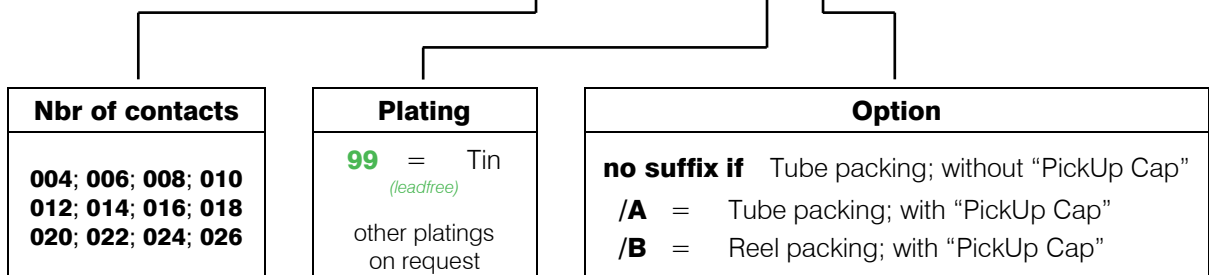 Nbr of contacts
004; 006; 008; 010
012; 014; 016; 018
020; 022; 024; 026
Plating
99 = Tin
(leadfree)
other platings
on request
Option
no suffix if Tube packing; without “PickUp Cap”
/A = Tube packing; with “PickUp Cap”
/B = Reel packing; with “PickUp Cap”